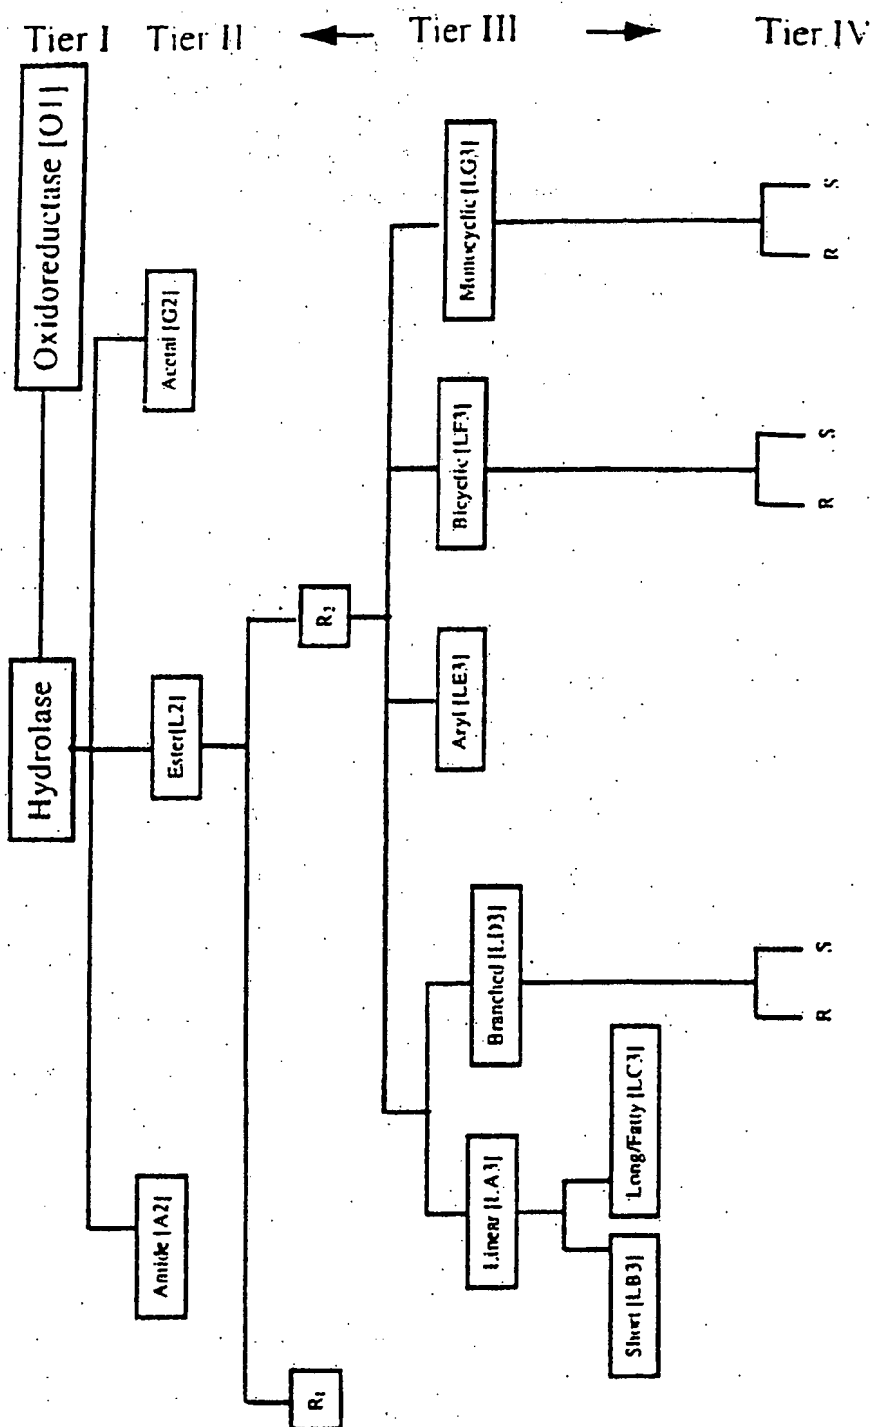 Tier I
Tier II
Tier III
Tier IV
Hydrolase
Oxidoreductase [O1]
Amide [A2]
Ester[L2]
Acetal [G2]
R1
R2
Linear [LA3]
Branched [LD3]
Aryl [LE3]
Bicyclic [LF3]
Monocyclic [LG3]
Short [LB3]
Long/Fatty [LC3]
R
S
R
S
R
S